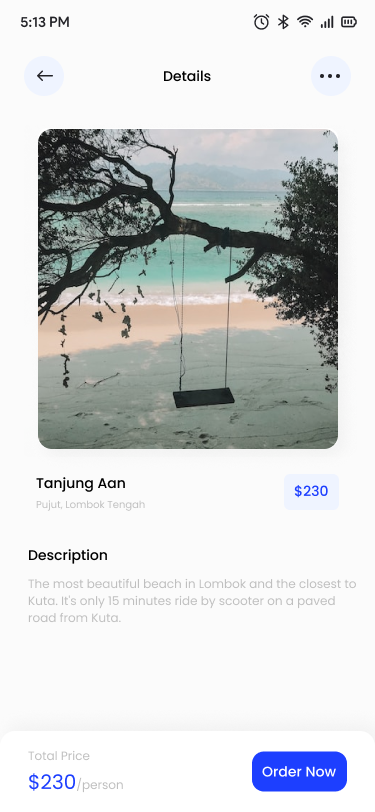 5:13 PM
Details
Tanjung Aan
$230
Pujut, Lombok Tengah
Description
The most beautiful beach in Lombok and the closest to
Kuta. It's only 15 minutes ride by scooter on a paved
road from Kuta.
Total Price
$230/person
Order Now